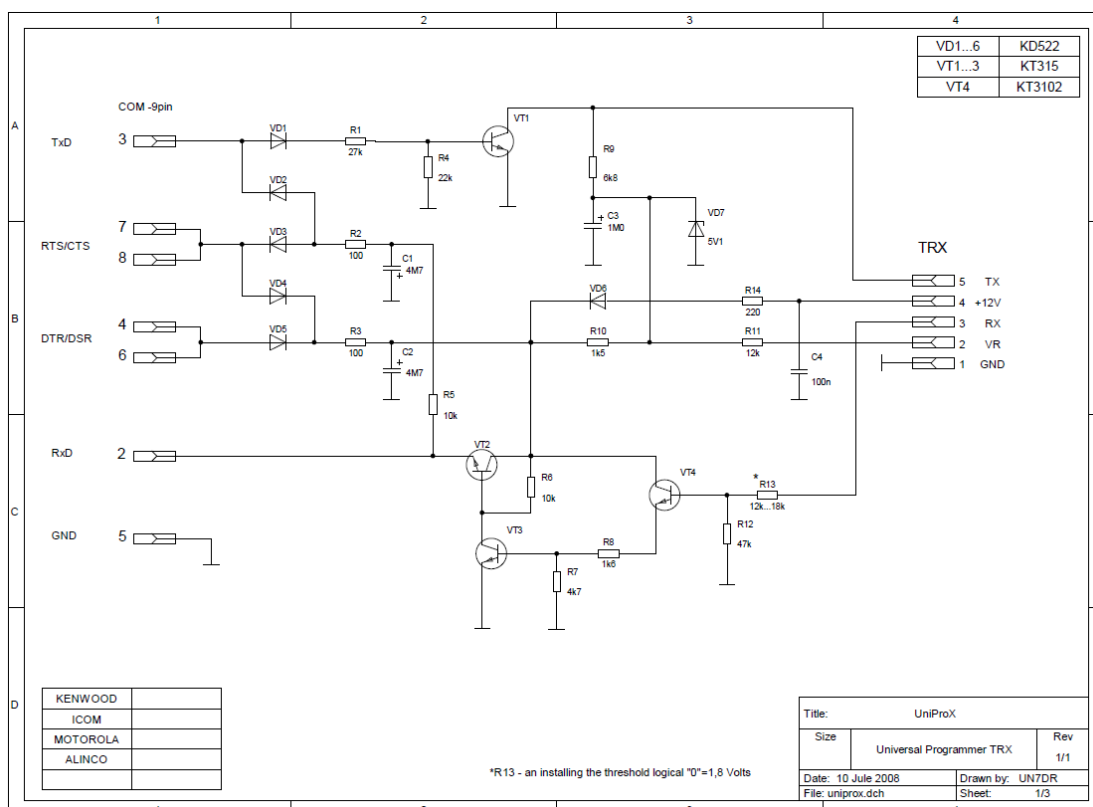 1 2 3 4
VD1...6 KD522
VT1...3 KT315
VT4 KT3102
COM -9pin
A
TxD 3
VD1
R1
27k
R4
22k
VT1
VD2
R9
6k8
RTS/CTS
7
8
VD3
R2
100
C1
4M7
+
C3
1M0
+
VD7
5V1
TRX
5 TX
4 +12V
3 RX
2 VR
1 GND
B
VD4
DTR/DSR
4
6
VD5
R3
100
C2
4M7
+
VD6
R14
220
R10
1k5
R11
12k
C4
100n
R5
10k
RxD 2
VT2
R6
10k
VT4
*
R13
12k...18k
R12
47k
C
GND 5
VT3
R8
1k6
R7
4k7
D
KENWOOD
ICOM
MOTOROLA
ALINCO
*R13 - an installing the threshold logical "0"=1,8 Volts
Title: UniProX
Size
Universal Programmer TRX
Rev
1/1
Date: 10 Jule 2008 Drawn by: UN7DR
File: uniprox.dch Sheet: 1/3